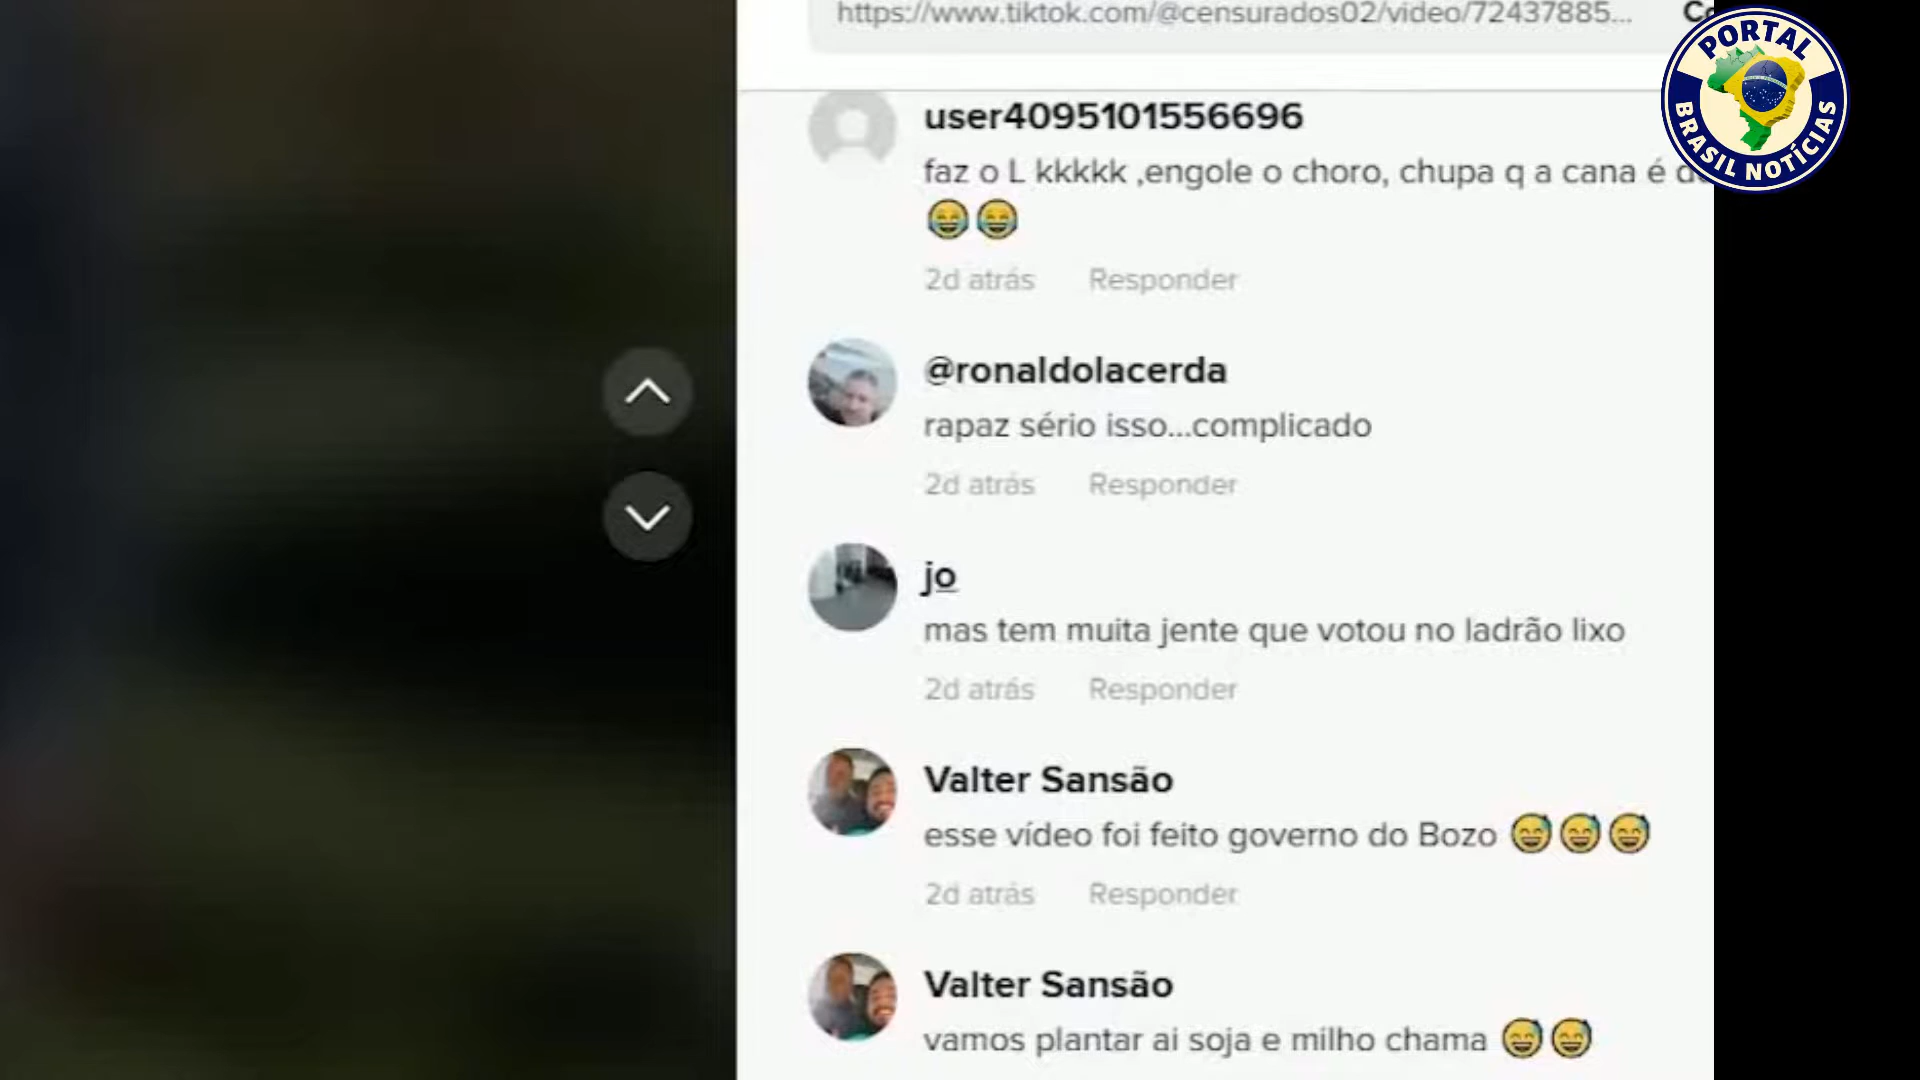 https://www.tiktok.com/@censurados02/video/72437885...
PORTAL
BRASIL NOTÍCIAS
user4095101556696
faz o L kkkkk ,engole o choro, chupa q a cana é
😂😂
2d atrás Responder
@ronaldolacerda
rapaz sério isso...complicado
2d atrás Responder
jo
mas tem muita jente que votou no ladrão lixo
2d atrás Responder
Valter Sansão
esse vídeo foi feito governo do Bozo 😅😅😅
2d atrás Responder
Valter Sansão
vamos plantar ai soja e milho chama 😅😅